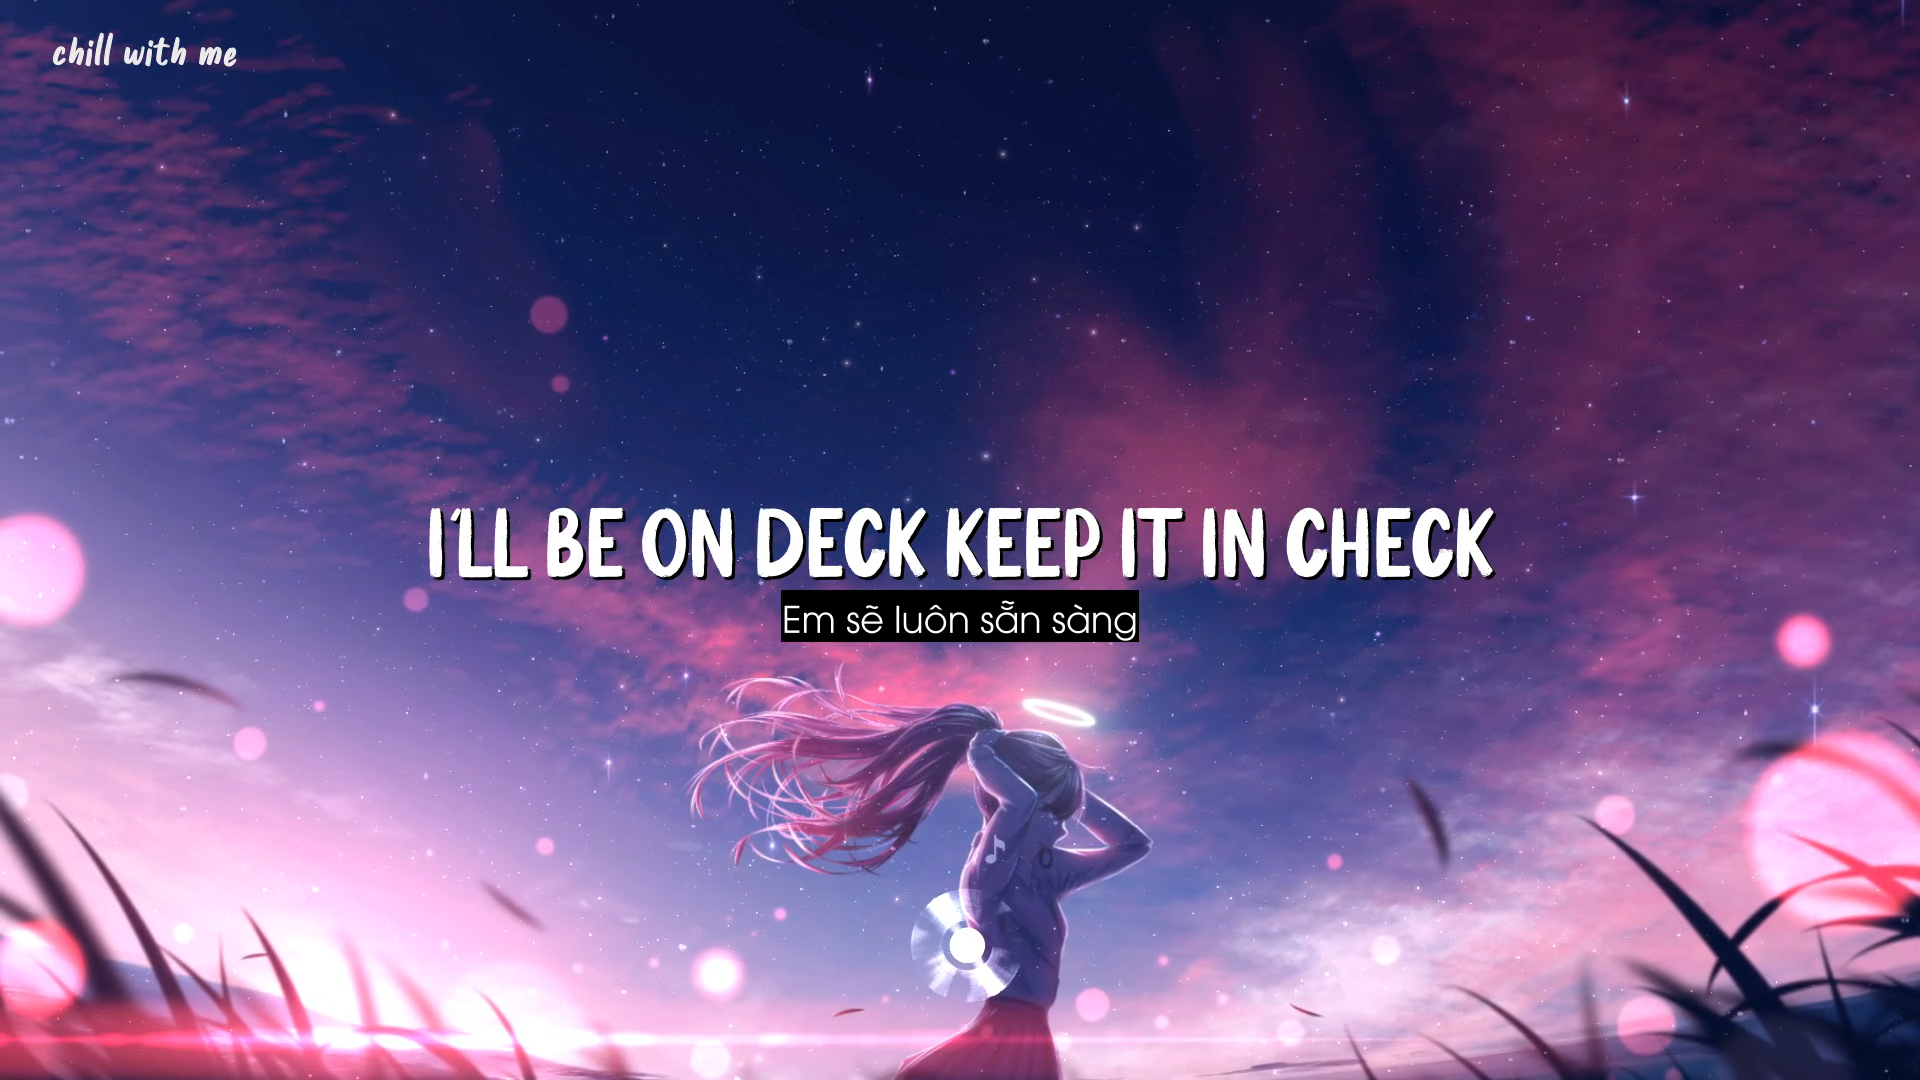 chill with me
I'LL BE ON DECK KEEP IT IN CHECK
Em sẽ luôn sẵn sàng